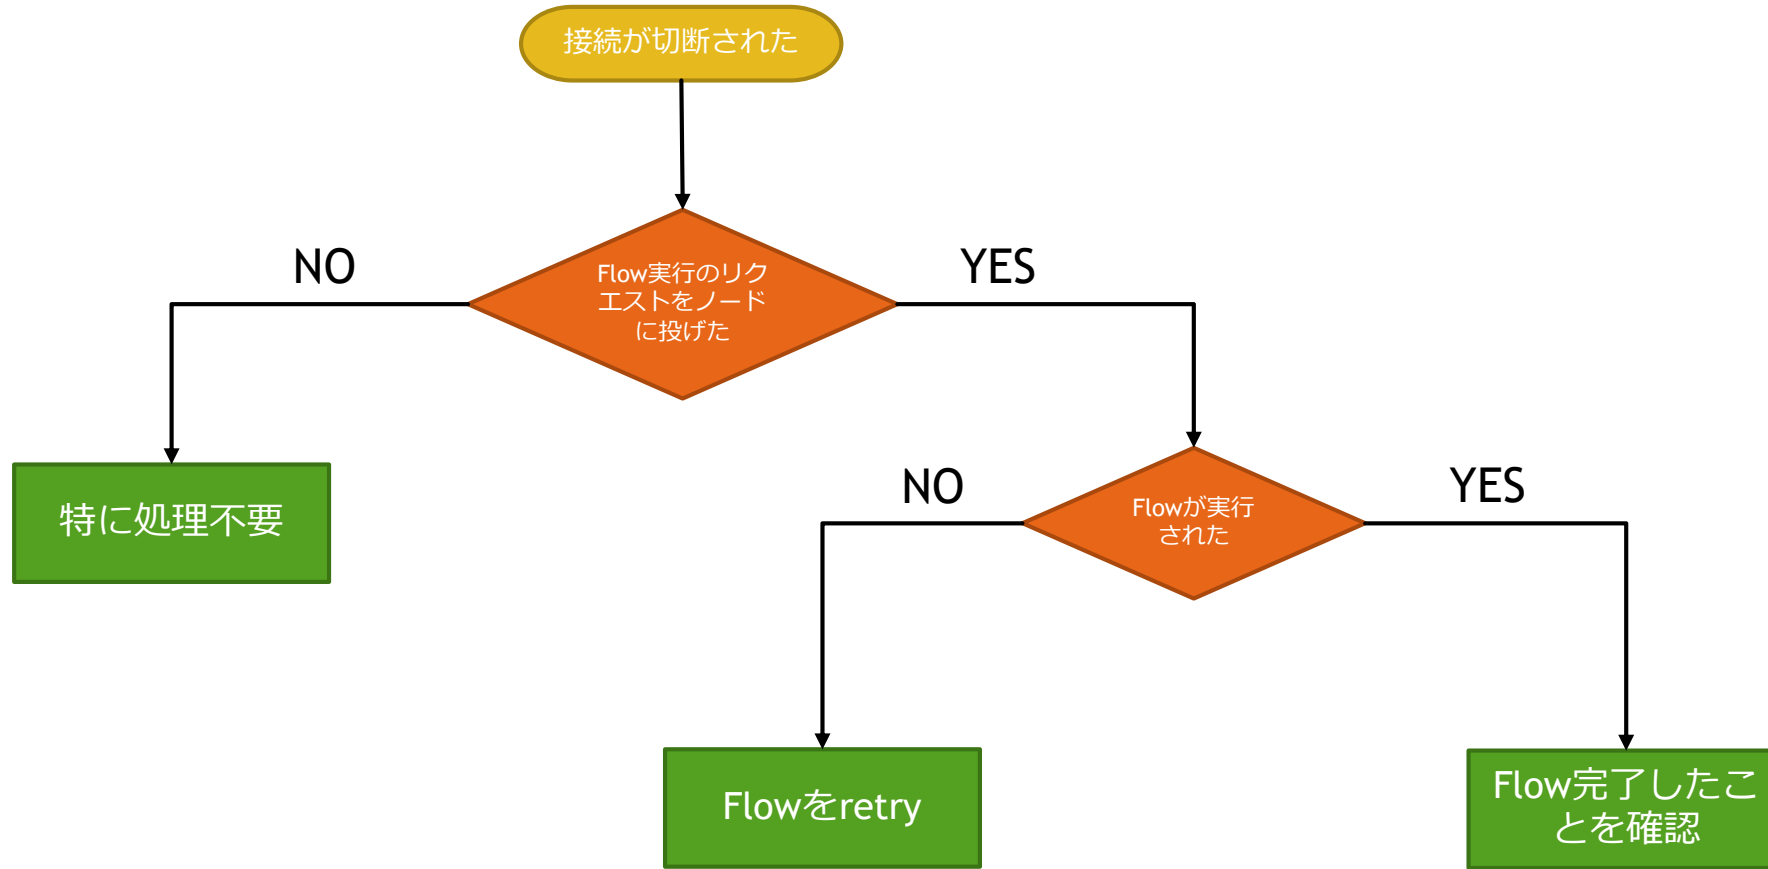 接続が切断された
NO
YES
Flow実行のリク
エストをノード
に投げた
特に処理不要
NO
YES
Flowが実行
された
Flowをretry
Flow完了したこ
とを確認